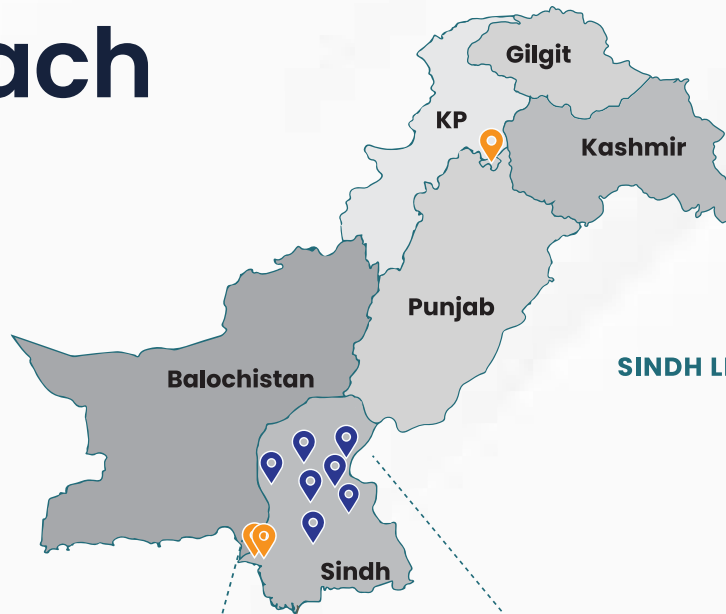 ach
Gilgit
KP
Kashmir
Punjab
SINDH
Balochistan
Sindh